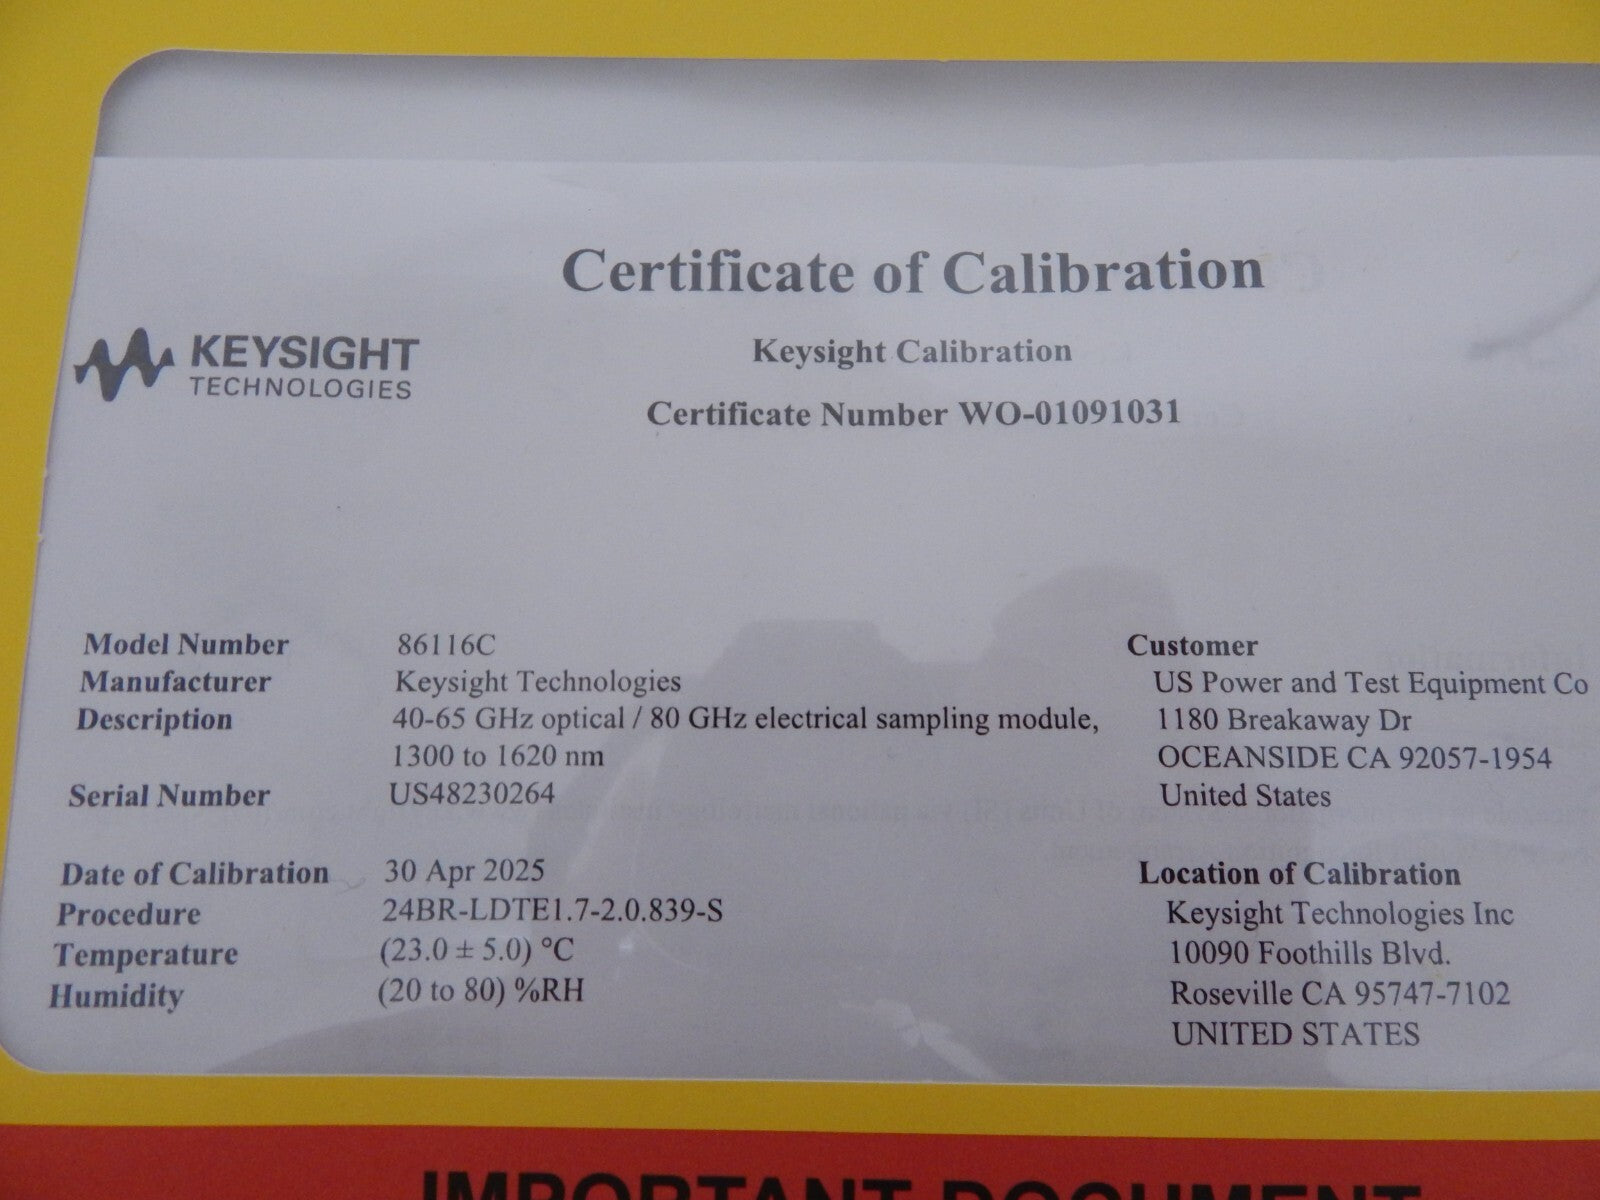 Certificate of Calibration
KEYSIGHT
TECHNOLOGIES
Keysight Calibration
Certificate Number WO-01091031
Model Number 86116C
Manufacturer Keysight Technologies
Description 40-65 GHz optical / 80 GHz electrical sampling module,
1300 to 1620 nm
Serial Number US48230264
Customer
US Power and Test Equipment Co
1180 Breakaway Dr
OCEANSIDE CA 92057-1954
United States
Date of Calibration 30 Apr 2025
Procedure 24BR-LDTE1.7-2.0.839-S
Temperature (23.0 ± 5.0) °C
Humidity (20 to 80) %RH
Location of Calibration
Keysight Technologies Inc
10090 Foothills Blvd.
Roseville CA 95747-7102
UNITED STATES
IMPORTANT DOCUMENT